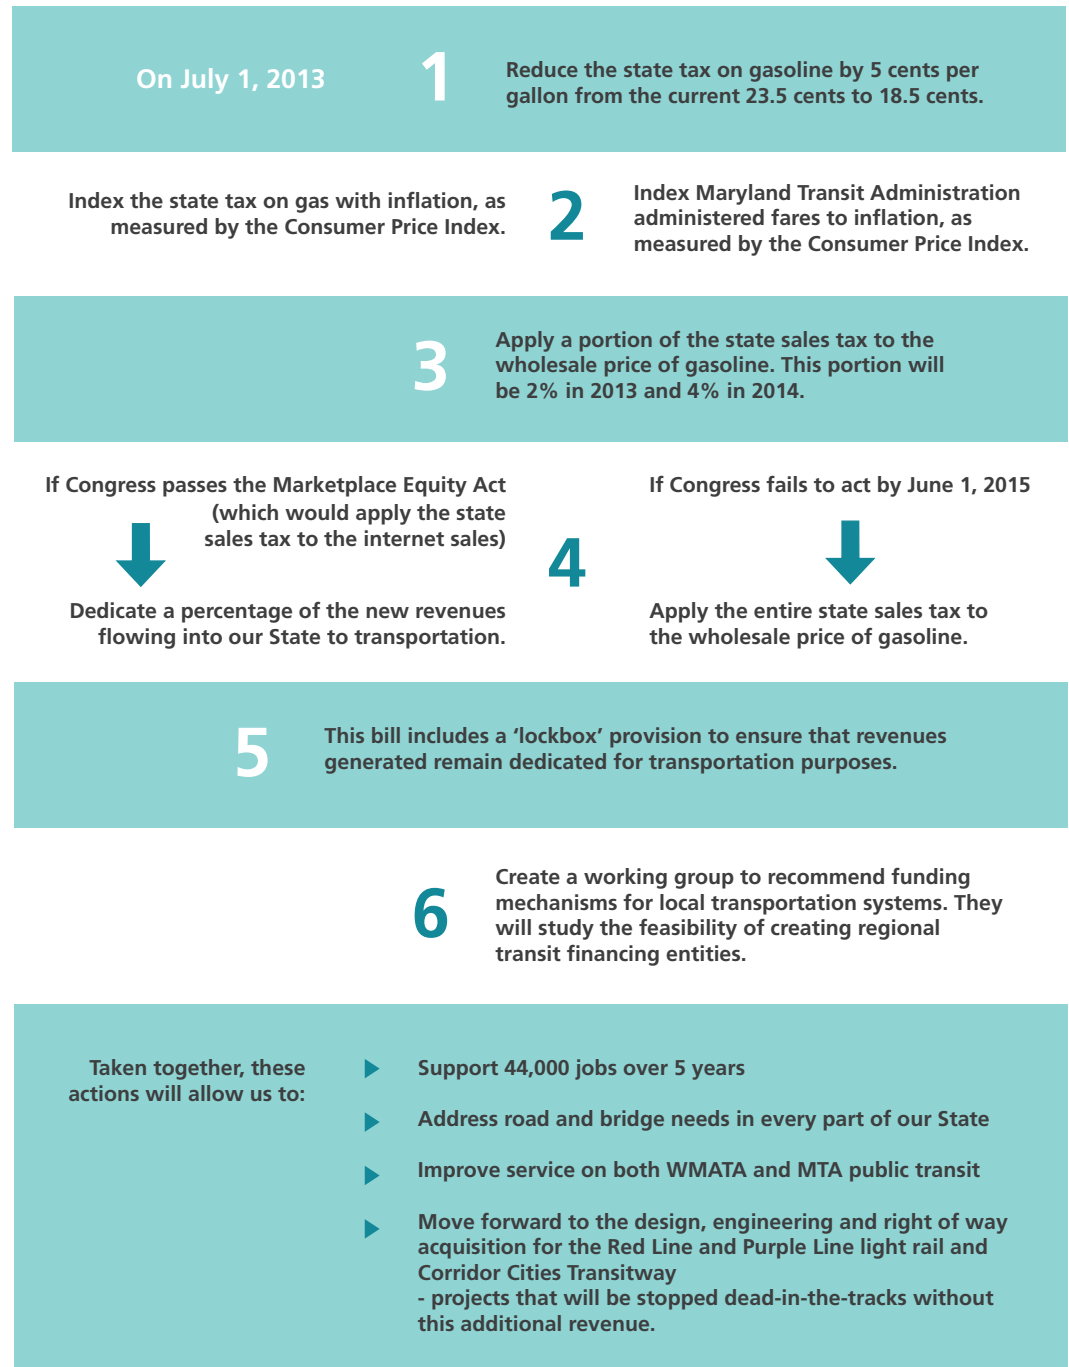 On July 1, 2013
1
Reduce the state tax on gasoline by 5 cents per
gallon from the current 23.5 cents to 18.5 cents.
Index the state tax on gas with inflation, as
measured by the Consumer Price Index.
2
Index Maryland Transit Administration
administered fares to inflation, as
measured by the Consumer Price Index.
3
Apply a portion of the state sales tax to the
wholesale price of gasoline. This portion will
be 2% in 2013 and 4% in 2014.
If Congress passes the Marketplace Equity Act
(which would apply the state
sales tax to the internet sales)
Dedicate a percentage of the new revenues
flowing into our State to transportation.
4
If Congress fails to act by June 1, 2015
Apply the entire state sales tax to
the wholesale price of gasoline.
5
This bill includes a ‘lockbox’ provision to ensure that revenues
generated remain dedicated for transportation purposes.
6
Create a working group to recommend funding
mechanisms for local transportation systems. They
will study the feasibility of creating regional
transit financing entities.
Taken together, these
actions will allow us to:
Support 44,000 jobs over 5 years
Address road and bridge needs in every part of our State
Improve service on both WMATA and MTA public transit
Move forward to the design, engineering and right of way
acquisition for the Red Line and Purple Line light rail and
Corridor Cities Transitway
- projects that will be stopped dead-in-the-tracks without
this additional revenue.